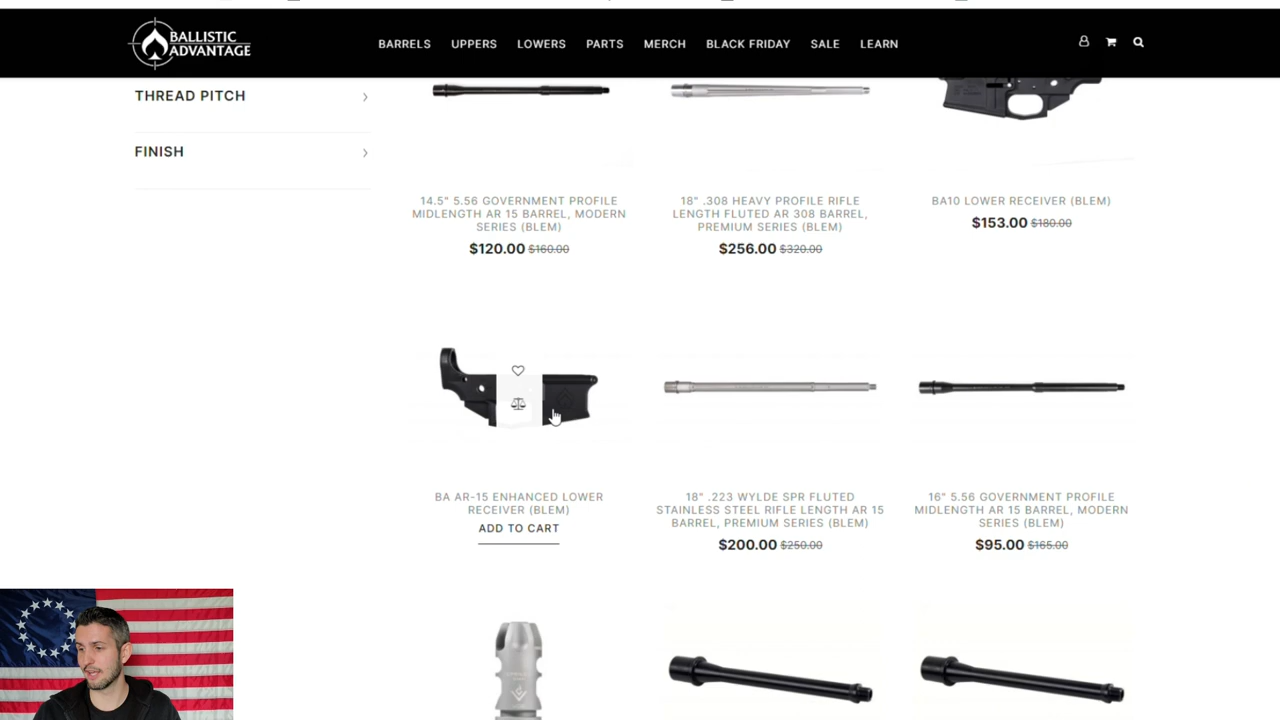 BALLISTIC
ADVANTAGE
BARRELS UPPERS LOWERS PARTS MERCH BLACK FRIDAY SALE LEARN
THREAD PITCH
FINISH
14.5" 5.56 GOVERNMENT PROFILE
MIDLENGTH AR 15 BARREL, MODERN
SERIES (BLEM)
$120.00 $160.00
18" .308 HEAVY PROFILE RIFLE
LENGTH FLUTED AR 308 BARREL,
PREMIUM SERIES (BLEM)
$256.00 $320.00
BA10 LOWER RECEIVER (BLEM)
$153.00 $180.00
BA AR-15 ENHANCED LOWER
RECEIVER (BLEM)
ADD TO CART
18" .223 WYLDE SPR FLUTED
STAINLESS STEEL RIFLE LENGTH AR 15
BARREL, PREMIUM SERIES (BLEM)
$200.00 $250.00
16" 5.56 GOVERNMENT PROFILE
MIDLENGTH AR 15 BARREL, MODERN
SERIES (BLEM)
$95.00 $165.00